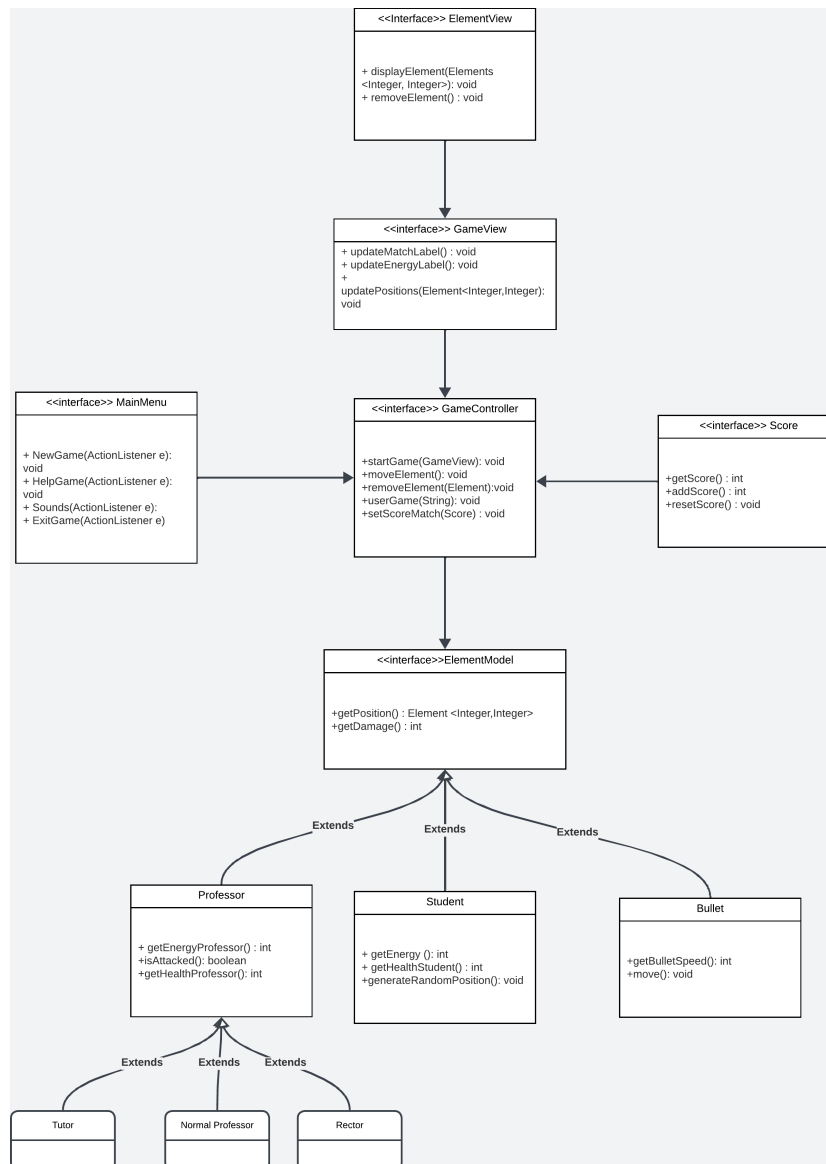 <<Interface>> ElementView
+ displayElement(Elements
<Integer, Integer>): void
+ removeElement() : void
<<interface>> GameView
+ updateMatchLabel() : void
+ updateEnergyLabel(): void
+
updatePositions(Element<Integer,Integer):
void
<<interface>> MainMenu
+ NewGame(ActionListener e):
void
+ HelpGame(ActionListener e):
void
+ Sounds(ActionListener e):
+ ExitGame(ActionListener e)
<<interface>> GameController
+startGame(GameView): void
+moveElement(): void
+removeElement(Element):void
+userGame(String): void
+setScoreMatch(Score) : void
<<interface>> Score
+getScore() : int
+addScore() : int
+resetScore() : void
<<interface>>ElementModel
+getPosition() : Element <Integer,Integer>
+getDamage() : int
Extends
Extends
Extends
Professor
+ getEnergyProfessor() : int
+isAttacked(): boolean
+getHealthProfessor(): int
Student
+ getEnergy (): int
+ getHealthStudent() : int
+generateRandomPosition(): void
Bullet
+getBulletSpeed(): int
+move(): void
Extends
Extends
Extends
Tutor
Normal Professor
Rector